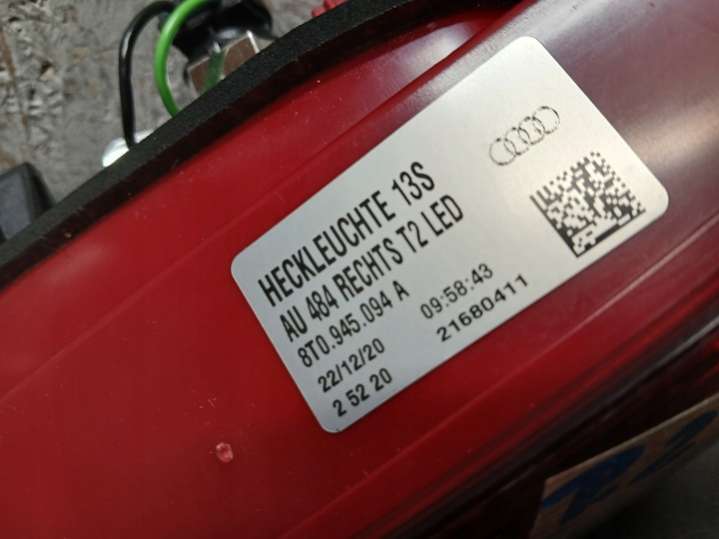 HECKLEUCHTE 13S
AU 484 RECHTS T2 LED
8T0.945.094 A
22/12/20 09:58:43
2 52 20 21680411